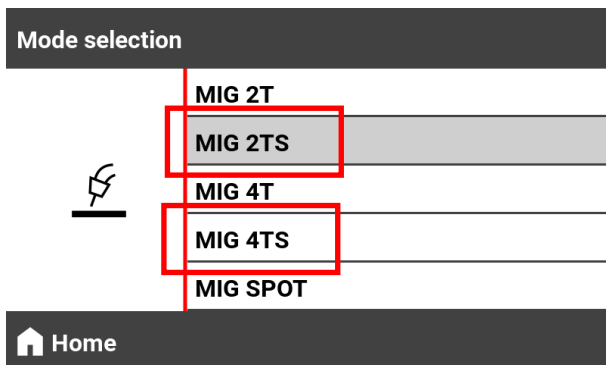 Mode selection
MIG 2T
MIG 2TS
MIG 4T
MIG 4TS
MIG SPOT
Home